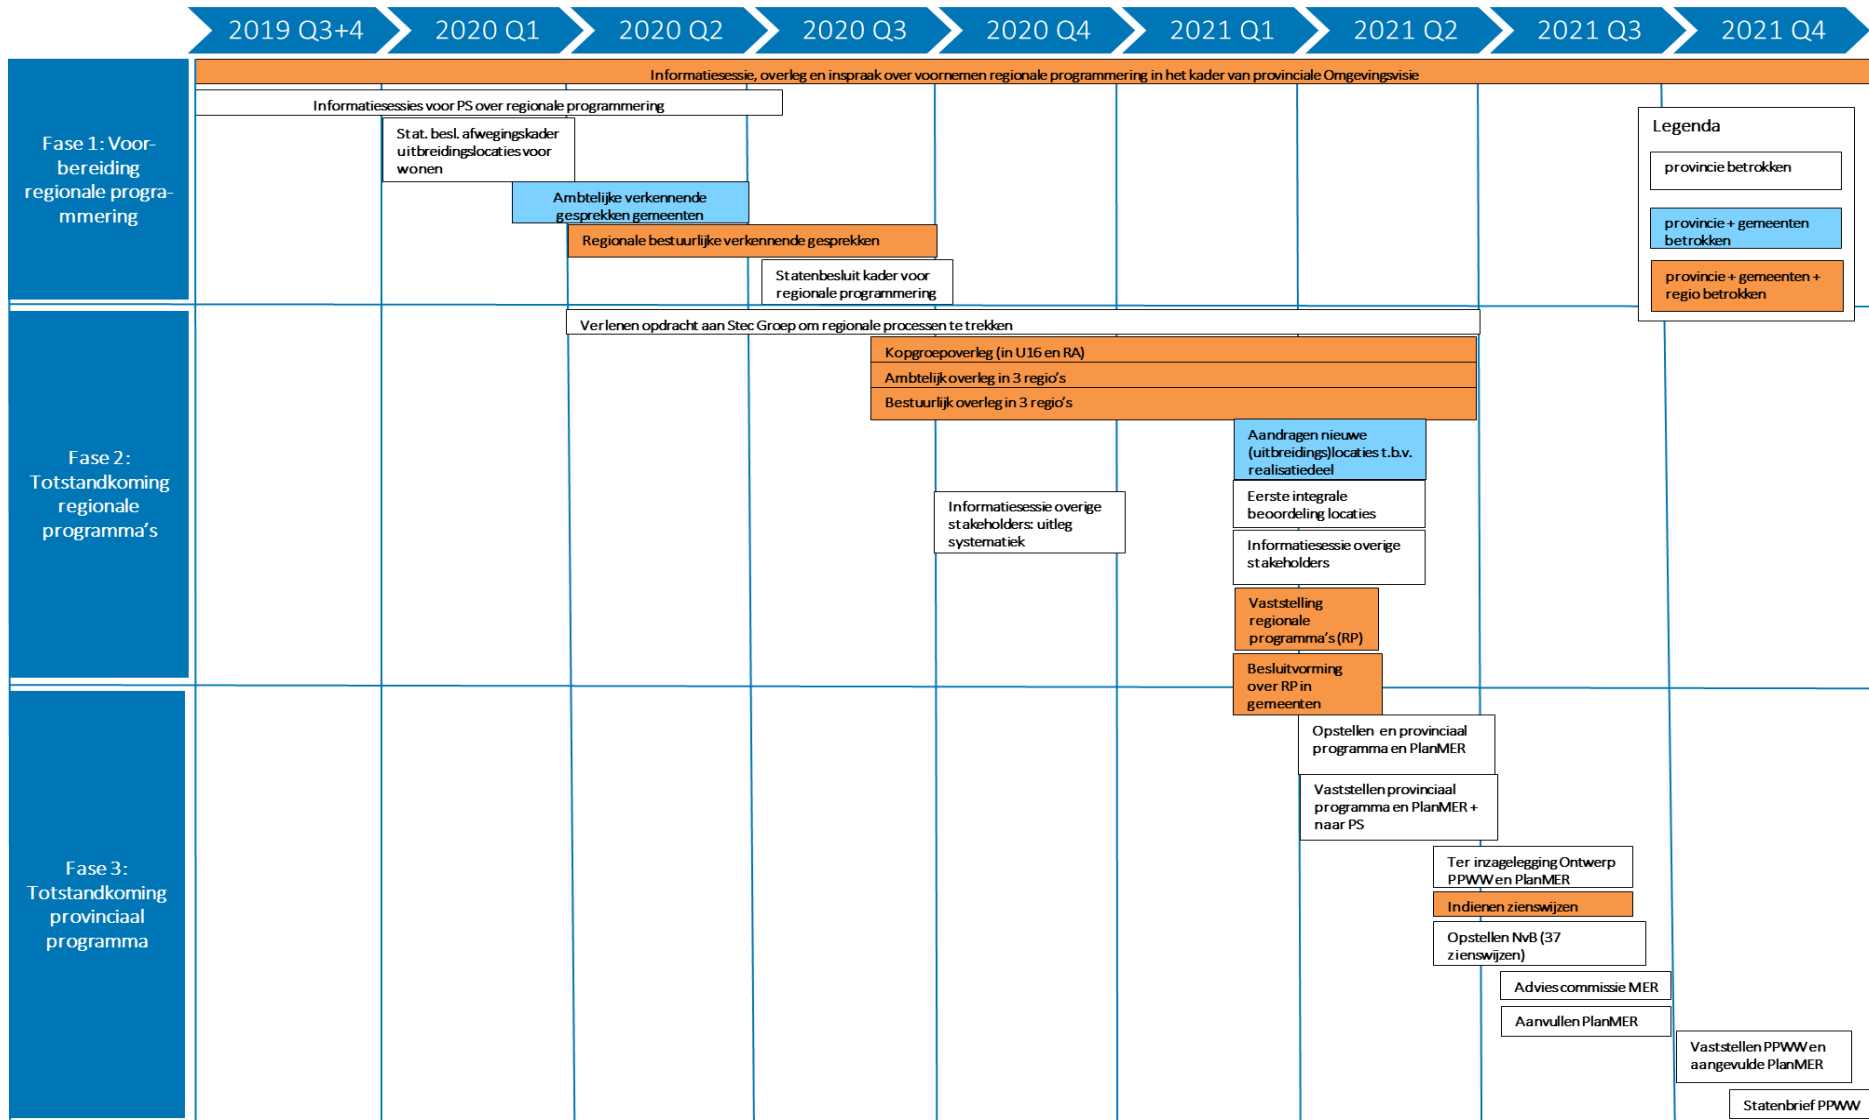 2019 Q3+4
2020 Q1
2020 Q2
2020 Q3
2020 Q4
2021 Q1
2021 Q2
2021 Q3
2021 Q4
Informatiesessie, overleg en inspraak over voornemen regionale programmering in het kader van provinciale Omgevingsvisie
Fase 1: Voor-
bereiding
regionale progra-
mmering
Informatiesessies voor PS over regionale programmering
Stat. besl. afwegingskader
uitbreidingslocaties voor
wonen
Ambtelijke verkennende
gesprekken gemeenten
Regionale bestuurlijke verkennende gesprekken
Statenbesluit kader voor
regionale programmering
Legenda
provincie betrokken
provincie + gemeenten
betrokken
provincie + gemeenten +
regio betrokken
Fase 2:
Totstandkoming
regionale
programma's
Verlenen opdracht aan Stec Groep om regionale processen te trekken
Kopgroepoverleg (in U16 en RA)
Ambtelijk overleg in 3 regio's
Bestuurlijk overleg in 3 regio's
Aandragen nieuwe
(uitbreidings)locaties t.b.v.
realisatiedeel
Informatiesessie overige
stakeholders: uitleg
systematiek
Eerste integrale
beoordeling locaties
Informatiesessie overige
stakeholders
Vaststelling
regionale
programma's (RP)
Besluitvorming
over RP in
gemeenten
Fase 3:
Totstandkoming
provinciaal
programma
Opstellen en provinciaal
programma en PlanMER
Vaststellen provinciaal
programma en PlanMER +
naar PS
Ter inzagelegging Ontwerp
PPWW en PlanMER
Indienen zienswijzen
Opstellen NvB (37
zienswijzen)
Advies commissie MER
Aanvullen PlanMER
Vaststellen PPWW en
aangevulde PlanMER
Statenbrief PPWW